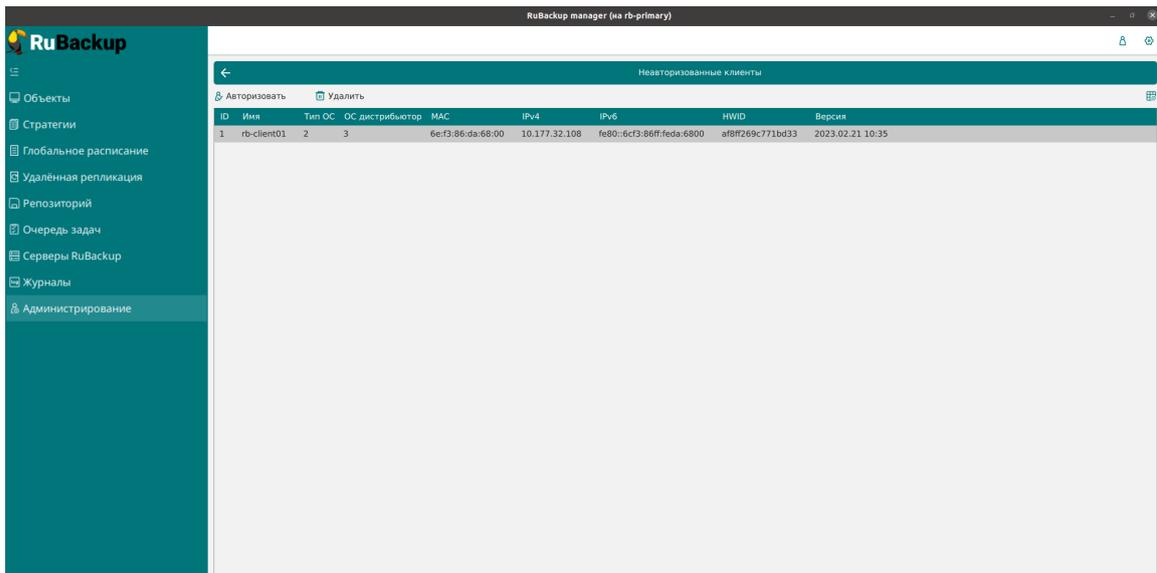 RuBackup manager (на rb-primary)
RuBackup
Неавторизованные клиенты
Авторизовать Удалить
ID Имя Тип ОС ОС дистрибьютор MAC IPv4 IPv6 HWID Версия
1 rb-client01 2 3 6e:f3:86:da:68:00 10.177.32.108 fe80::6cf3:86ff:feda:6800 af8ff269c771bd33 2023.02.21 10:35
Объекты
Стратегии
Глобальное расписание
Удалённая репликация
Репозиторий
Очередь задач
Серверы RuBackup
Журналы
Администрирование